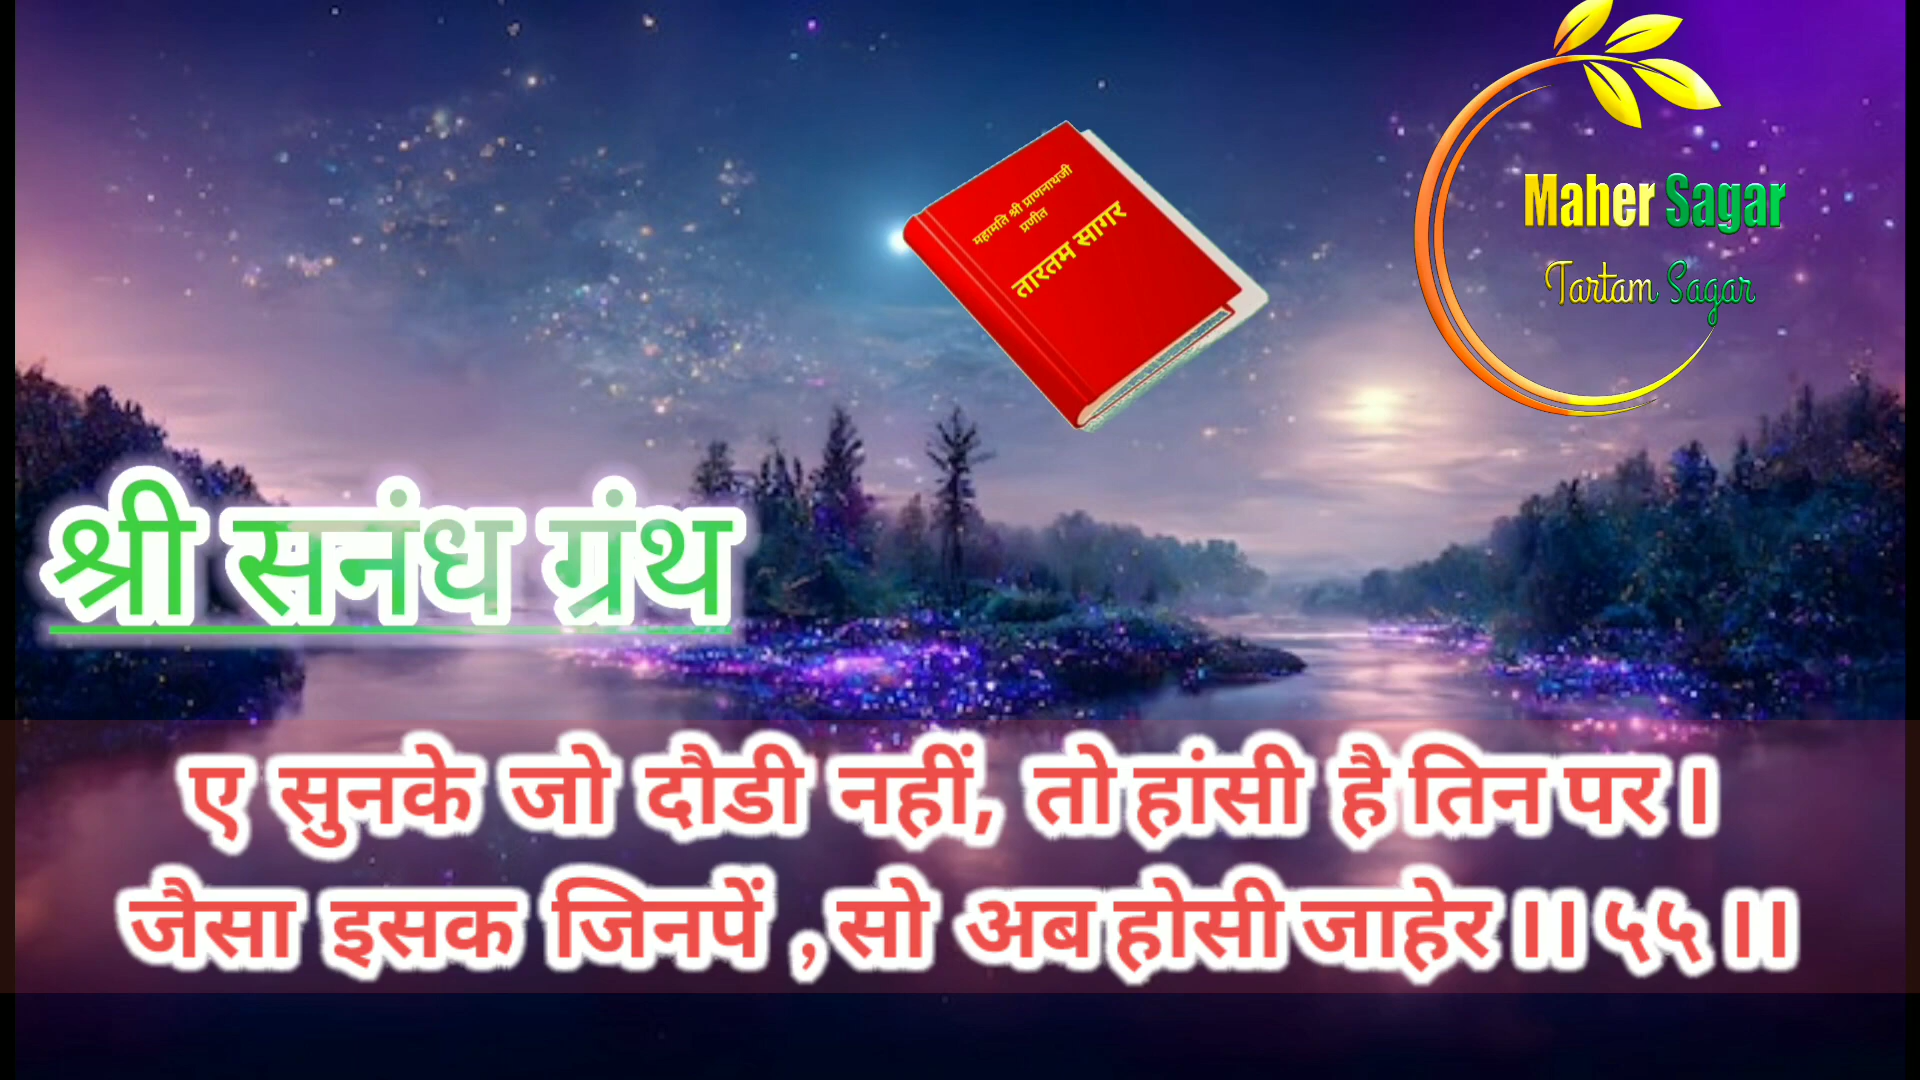 महामति श्री प्राणनाथजी
प्रणीत
तारतम सागर
Maher Sagar
Tartam Sagar
श्री सनंध ग्रंथ
ए सुनके जो दौडी नहीं, तो हांसी है तिन पर ।
जैसा इसक जिनपें , सो अब होसी जाहेर ।। ५५ ।।